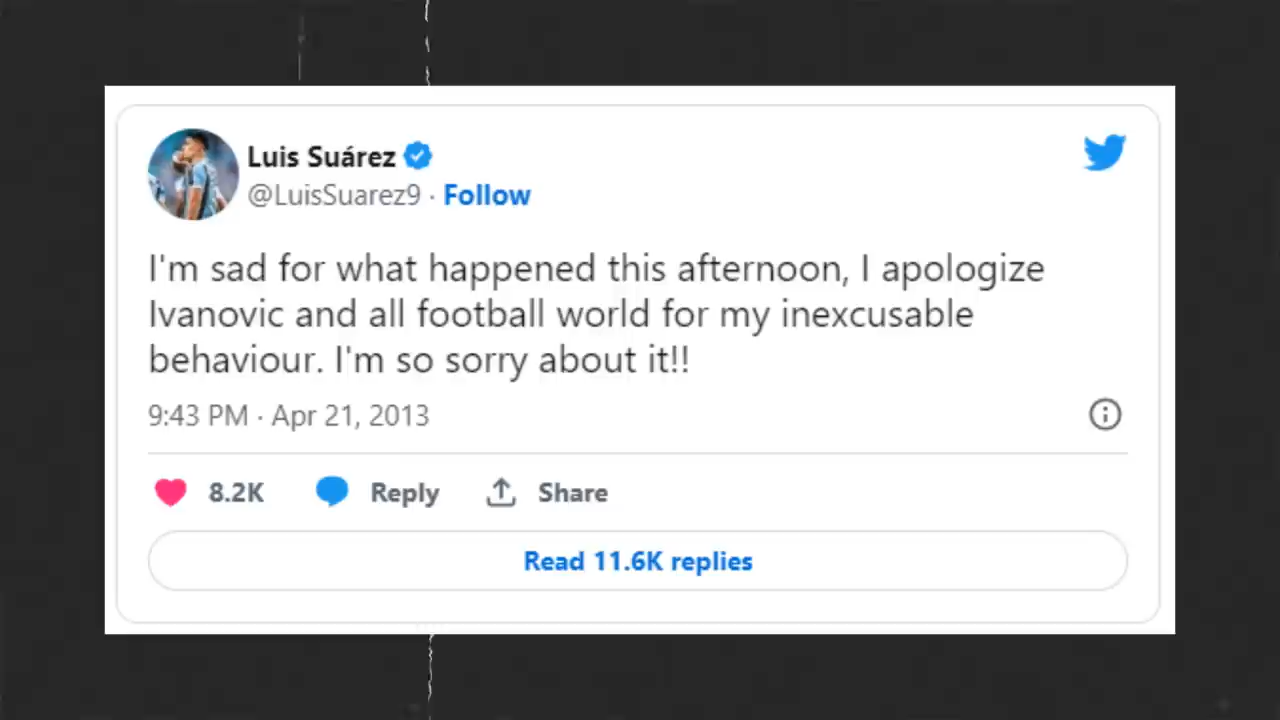 Luis Suárez
@LuisSuarez9 · Follow
I'm sad for what happened this afternoon, I apologize
Ivanovic and all football world for my inexcusable
behaviour. I'm so sorry about it!!
9:43 PM · Apr 21, 2013
8.2K Reply Share
Read 11.6K replies